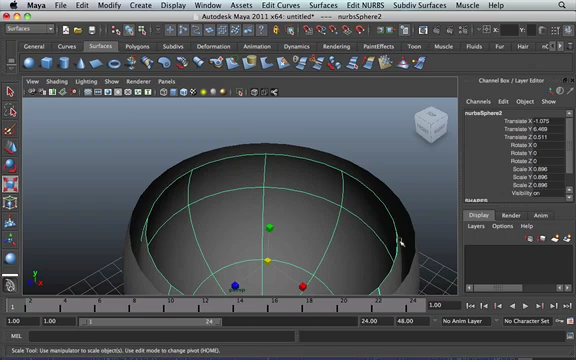 Maya File Edit Modify Create Display Window Assets Edit Curves Surfaces Edit NURBS Subdiv Surfaces Muscle Help
Autodesk Maya 2011 x64: untitled* --- nurbsSphere2
Surfaces
X: Y:
General Curves Surfaces Polygons Subdivs Deformation Animation Dynamics Rendering PaintEffects Toon Muscle Fluids Fur Hair
Channel Box / Layer Editor
View Shading Lighting Show Renderer Panels
Channels Edit Object Show
nurbsSphere2
Translate X -1.075
Translate Y 6.469
Translate Z 0.511
Rotate X 0
Rotate Y 0
Rotate Z 0
Scale X 0.896
Scale Y 0.896
Scale Z 0.896
Visibility on
SHAPES
Display Render Anim
Layers Options Help
persp
2 4 6 8 10 12 14 16 18 20 22 24 1.00
1.00 1.00 1 24 24.00 48.00 No Anim Layer No Character Set
MEL
Scale Tool: Use manipulator to scale object(s). Use edit mode to change pivot (HOME).